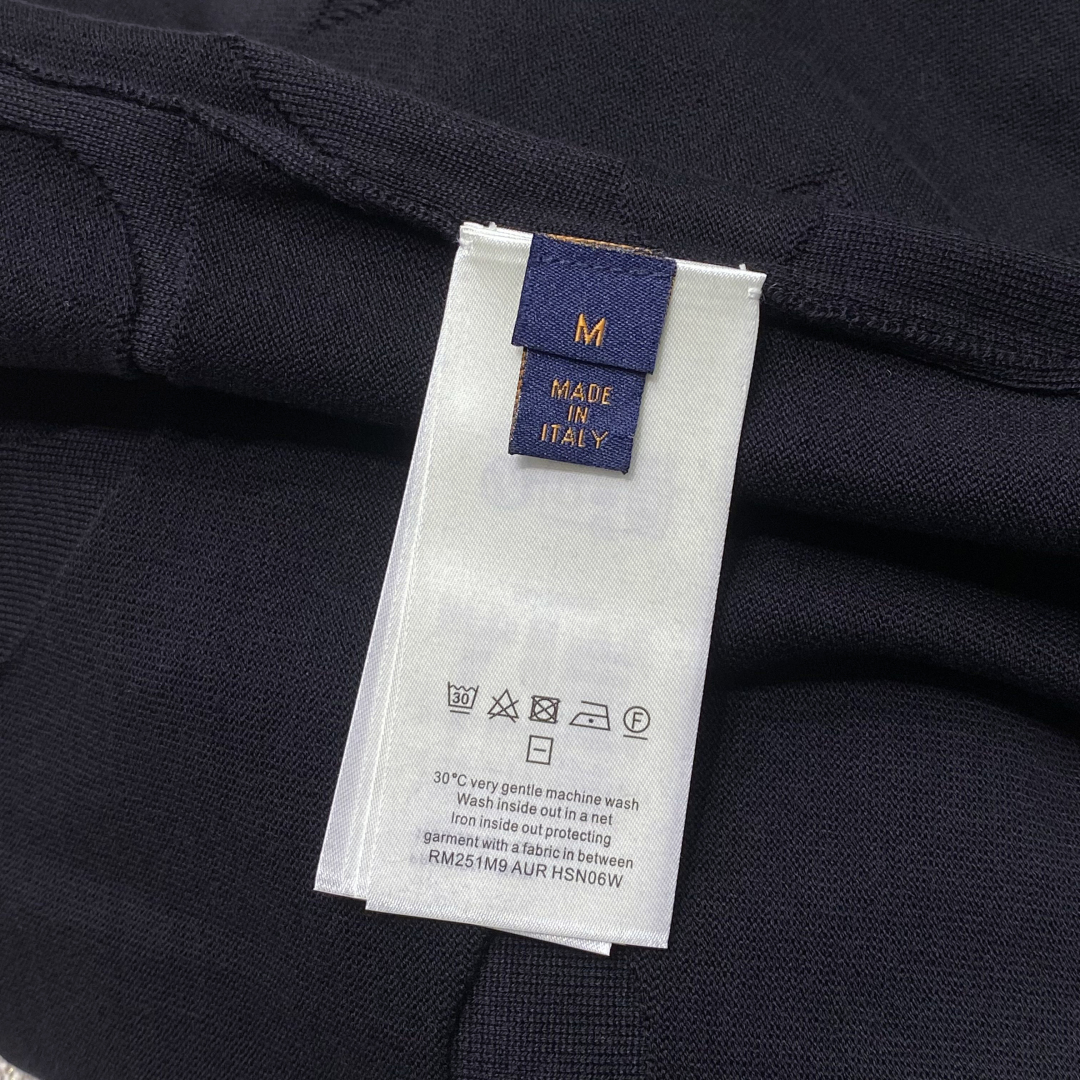 M
MADE
IN
ITALY
30
F
30°C very gentle machine wash
Wash inside out in a net
Iron inside out protecting
garment with a fabric in between
RM251M9 AUR HSN06W